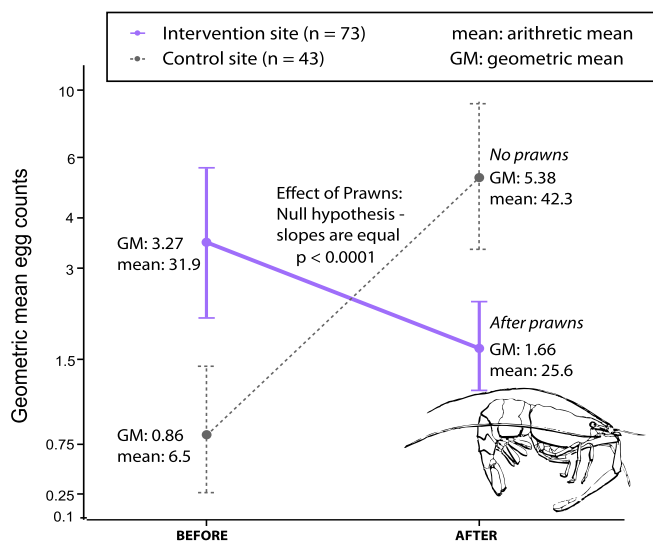 Intervention site (n = 73)
mean: arithretic mean
Control site (n = 43)
GM: geometric mean
Geometric mean egg counts
10
6
4
3
1.5
0.75
0.25
0.1
No prawns
GM: 5.38
mean: 42.3
Effect of Prawns:
Null hypothesis -
slopes are equal
p < 0.0001
GM: 3.27
mean: 31.9
After prawns
GM: 1.66
mean: 25.6
GM: 0.86
mean: 6.5
BEFORE
AFTER